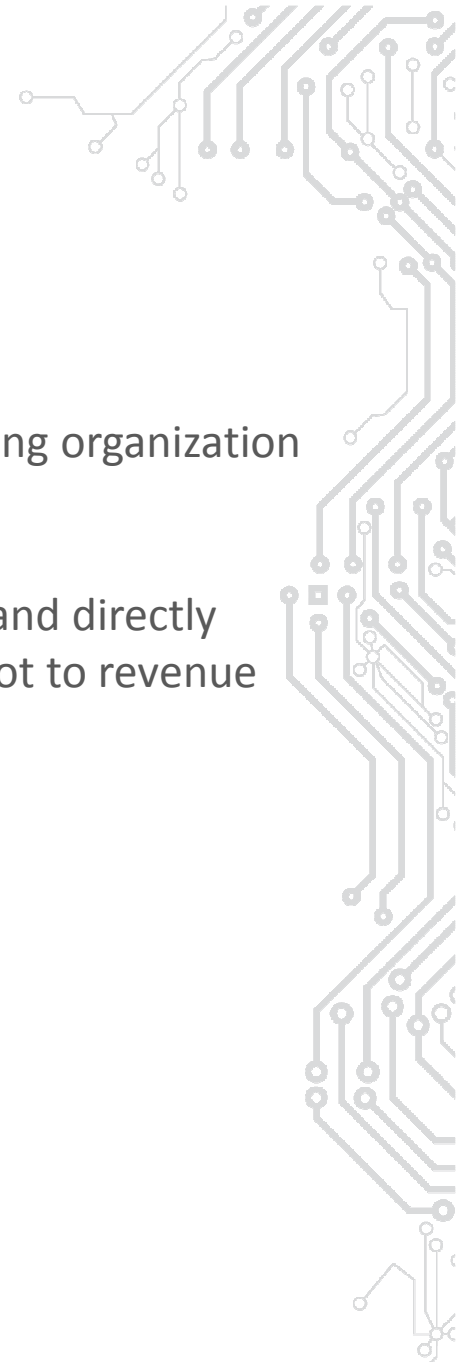 ng organization
and directly
ot to revenue